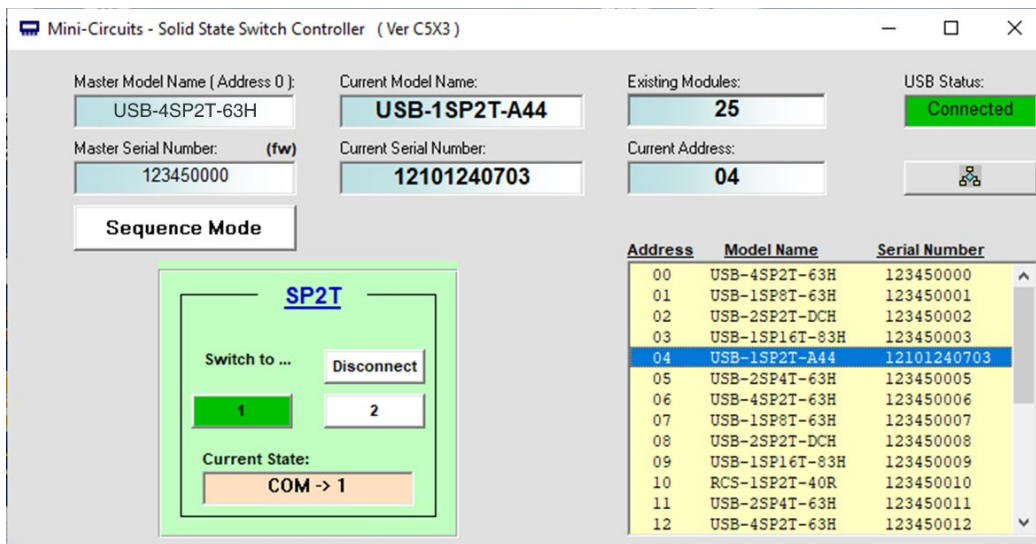 Mini-Circuits - Solid State Switch Controller ( Ver C5X3 )
Master Model Name ( Address 0 ): Current Model Name: Existing Modules: USB Status:
USB-4SP2T-63H USB-1SP2T-A44 25 Connected
Master Serial Number: (fw) Current Serial Number: Current Address:
123450000 12101240703 04
Sequence Mode
SP2T
Switch to ... Disconnect
1 2
Current State:
COM -> 1
Address Model Name Serial Number
00 USB-4SP2T-63H 123450000
01 USB-1SP8T-63H 123450001
02 USB-2SP2T-DCH 123450002
03 USB-1SP16T-83H 123450003
04 USB-1SP2T-A44 12101240703
05 USB-2SP4T-63H 123450005
06 USB-4SP2T-63H 123450006
07 USB-1SP8T-63H 123450007
08 USB-2SP2T-DCH 123450008
09 USB-1SP16T-83H 123450009
10 RCS-1SP2T-40R 123450010
11 USB-2SP4T-63H 123450011
12 USB-4SP2T-63H 123450012